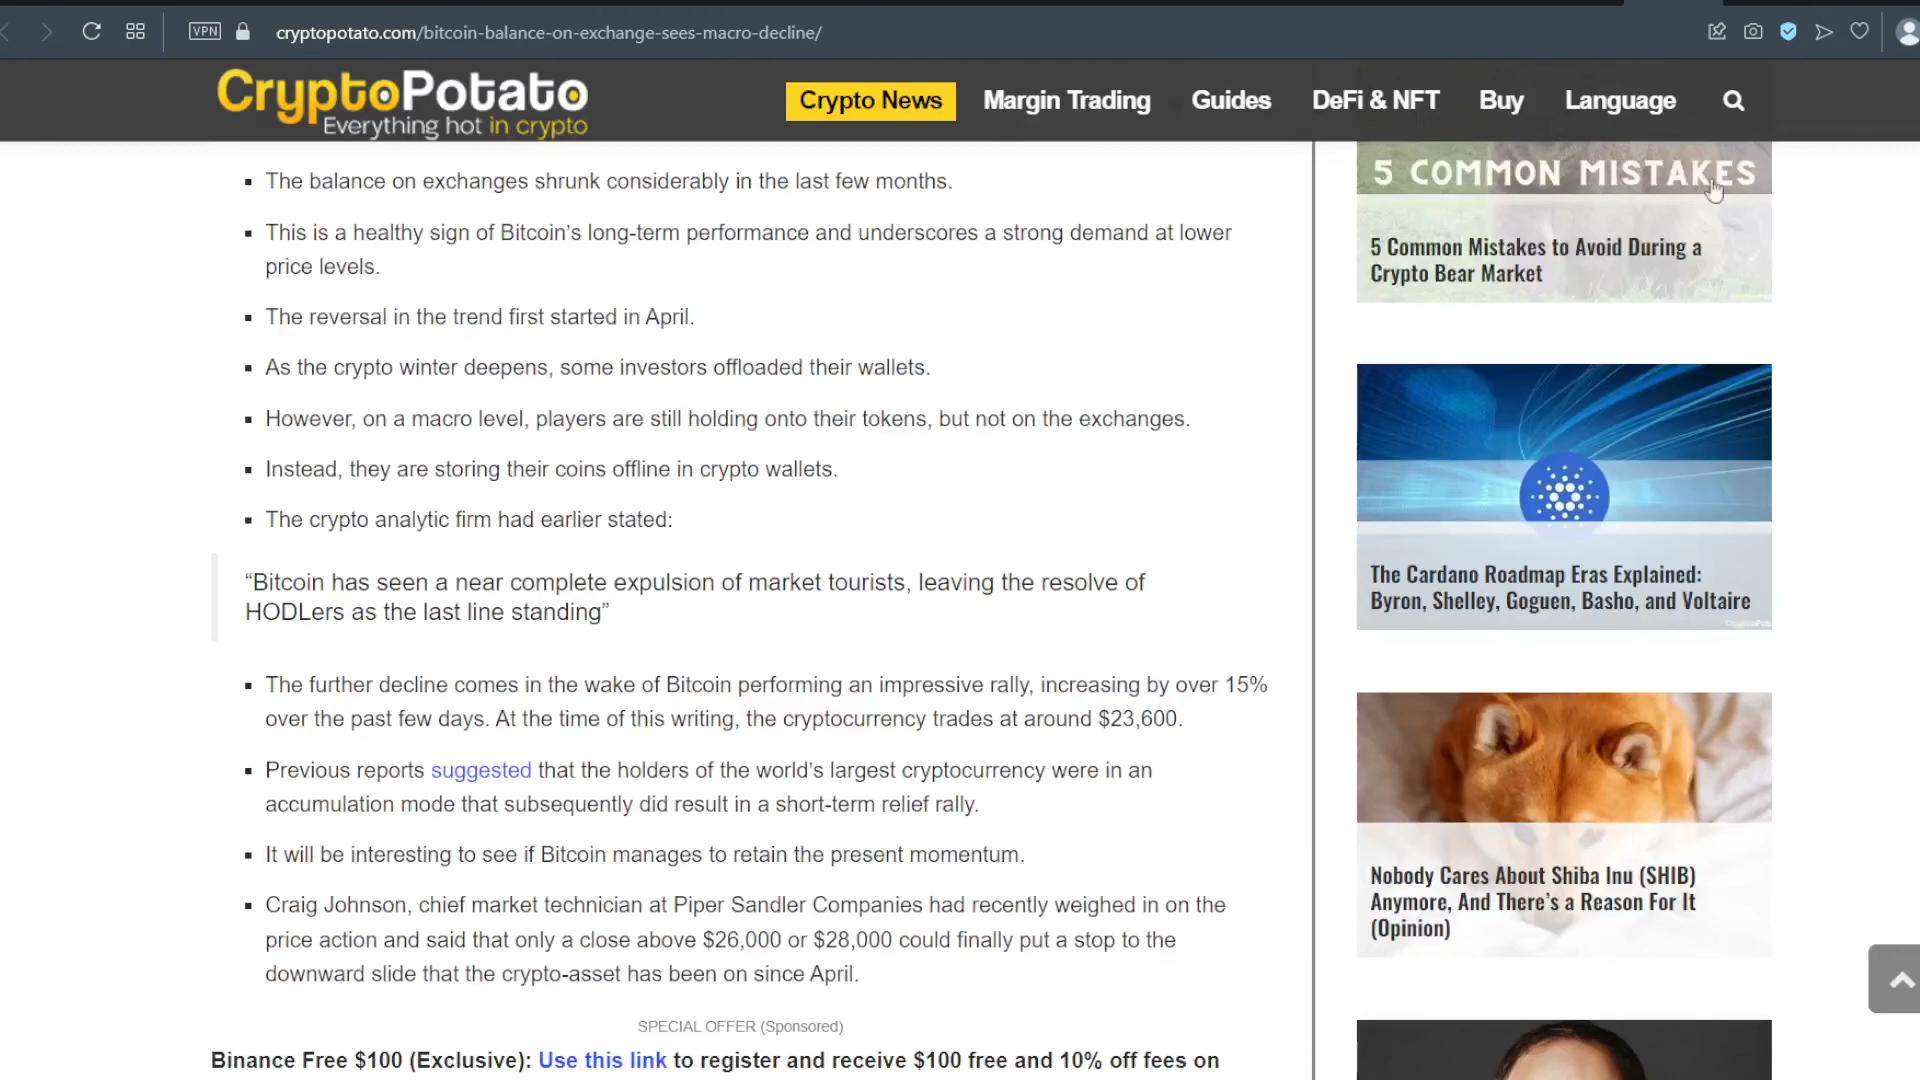 VPN
cryptopotato.com/bitcoin-balance-on-exchange-sees-macro-decline/
CryptoPotato
Everything hot in crypto
Crypto News
Margin Trading
Guides
DeFi & NFT
Buy
Language
▪ The balance on exchanges shrunk considerably in the last few months.
▪ This is a healthy sign of Bitcoin’s long-term performance and underscores a strong demand at lower
price levels.
▪ The reversal in the trend first started in April.
▪ As the crypto winter deepens, some investors offloaded their wallets.
▪ However, on a macro level, players are still holding onto their tokens, but not on the exchanges.
▪ Instead, they are storing their coins offline in crypto wallets.
▪ The crypto analytic firm had earlier stated:
“Bitcoin has seen a near complete expulsion of market tourists, leaving the resolve of
HODLers as the last line standing”
▪ The further decline comes in the wake of Bitcoin performing an impressive rally, increasing by over 15%
over the past few days. At the time of this writing, the cryptocurrency trades at around $23,600.
▪ Previous reports suggested that the holders of the world’s largest cryptocurrency were in an
accumulation mode that subsequently did result in a short-term relief rally.
▪ It will be interesting to see if Bitcoin manages to retain the present momentum.
▪ Craig Johnson, chief market technician at Piper Sandler Companies had recently weighed in on the
price action and said that only a close above $26,000 or $28,000 could finally put a stop to the
downward slide that the crypto-asset has been on since April.
SPECIAL OFFER (Sponsored)
Binance Free $100 (Exclusive): Use this link to register and receive $100 free and 10% off fees on
5 COMMON MISTAKES
5 Common Mistakes to Avoid During a
Crypto Bear Market
The Cardano Roadmap Eras Explained:
Byron, Shelley, Goguen, Basho, and Voltaire
Nobody Cares About Shiba Inu (SHIB)
Anymore, And There’s a Reason For It
(Opinion)